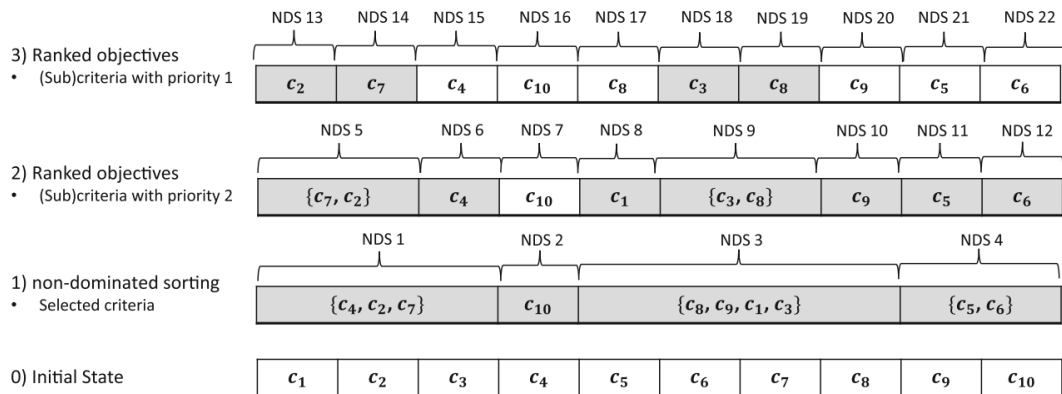 NDS 13 NDS 14 NDS 15 NDS 16 NDS 17 NDS 18 NDS 19 NDS 20 NDS 21 NDS 22
3) Ranked objectives
• (Sub)criteria with priority 1
c₂ c₇ c₄ c₁₀ c₈ c₃ c₈ c₉ c₅ c₆
NDS 5 NDS 6 NDS 7 NDS 8 NDS 9 NDS 10 NDS 11 NDS 12
2) Ranked objectives
• (Sub)criteria with priority 2
{c₇, c₂} c₄ c₁₀ c₁ {c₃, c₈} c₉ c₅ c₆
NDS 1 NDS 2 NDS 3 NDS 4
1) non-dominated sorting
• Selected criteria
{c₄, c₂, c₇} c₁₀ {c₈, c₉, c₁, c₃} {c₅, c₆}
0) Initial State
c₁ c₂ c₃ c₄ c₅ c₆ c₇ c₈ c₉ c₁₀